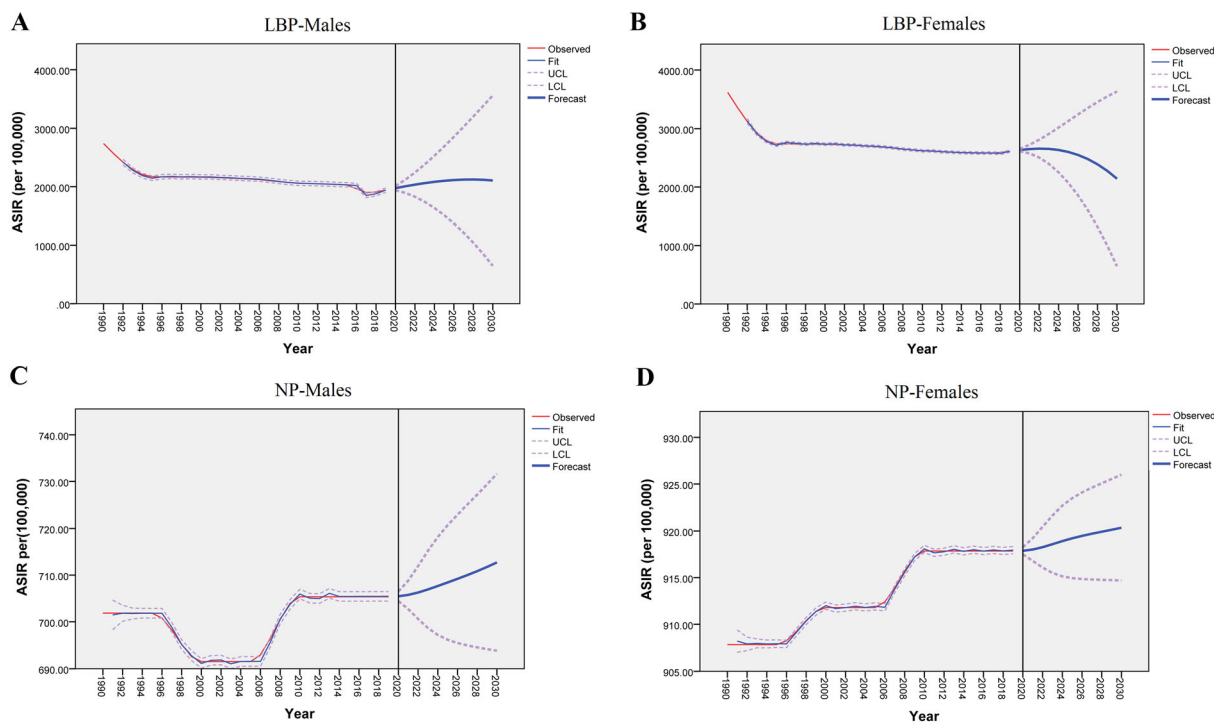 A
LBP-Males
ASIR (per 100,000)
4000.00
3000.00
2000.00
1000.00
.00
1990
1992
1994
1996
1998
2000
2002
2004
2006
2008
2010
2012
2014
2016
2018
2020
2022
2024
2026
2028
2030
Year
Observed
Fit
UCL
LCL
Forecast
B
LBP-Females
ASIR (per 100,000)
4000.00
3000.00
2000.00
1000.00
.00
1990
1992
1994
1996
1998
2000
2002
2004
2006
2008
2010
2012
2014
2016
2018
2020
2022
2024
2026
2028
2030
Year
Observed
Fit
UCL
LCL
Forecast
C
NP-Males
ASIR per(100,000)
740.00
730.00
720.00
710.00
700.00
690.00
1990
1992
1994
1996
1998
2000
2002
2004
2006
2008
2010
2012
2014
2016
2018
2020
2022
2024
2026
2028
2030
Year
Observed
Fit
UCL
LCL
Forecast
D
NP-Females
ASIR (per 100,000)
930.00
925.00
920.00
915.00
910.00
905.00
1990
1992
1994
1996
1998
2000
2002
2004
2006
2008
2010
2012
2014
2016
2018
2020
2022
2024
2026
2028
2030
Year
Observed
Fit
UCL
LCL
Forecast